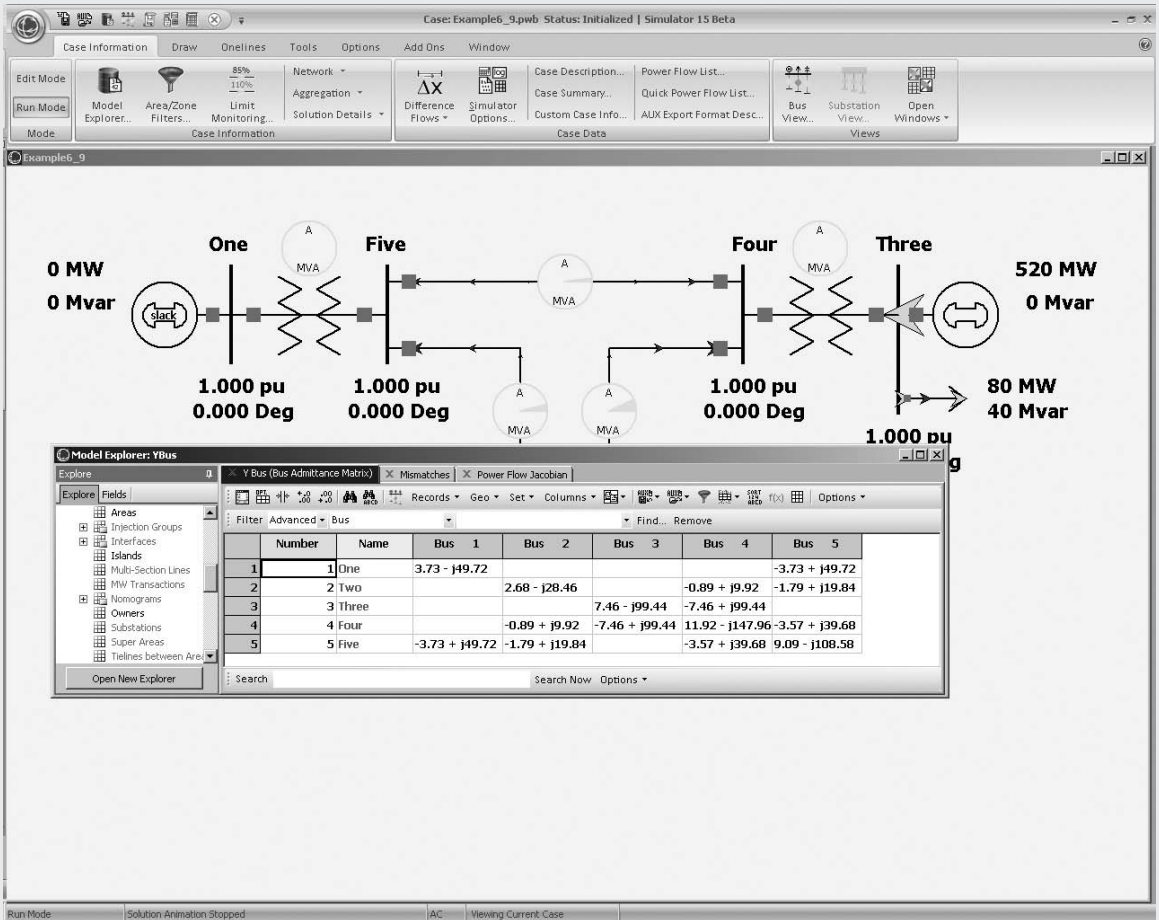 Case: Example6_9.pwb Status: Initialized | Simulator 15 Beta
Case Information Draw Onelines Tools Options Add Ons Window
Edit Mode
Run Mode
Mode
Model Explorer...
Area/Zone Filters...
85%
110%
Limit Monitoring...
Network
Aggregation
Solution Details
Case Information
ΔX
Difference Flows
Simulator Options...
Case Description...
Case Summary...
Custom Case Info...
Power Flow List...
Quick Power Flow List...
AUX Export Format Desc...
Case Data
Bus View...
Substation View...
Open Windows
Views
Example6_9
One
A
MVA
Five
A
MVA
Four
A
MVA
Three
0 MW
0 Mvar
slack
520 MW
0 Mvar
1.000 pu
0.000 Deg
1.000 pu
0.000 Deg
A
MVA
A
MVA
1.000 pu
0.000 Deg
80 MW
40 Mvar
1.000 pu
g
Model Explorer: YBus
Explore
Explore Fields
Areas
Injection Groups
Interfaces
Islands
Multi-Section Lines
MW Transactions
Nomograms
Owners
Substations
Super Areas
Tielines between Are
Open New Explorer
Y Bus (Bus Admittance Matrix) Mismatches Power Flow Jacobian
Records Geo Set Columns f(x) Options
Filter Advanced Bus Find... Remove
Number Name Bus 1 Bus 2 Bus 3 Bus 4 Bus 5
1 1 One 3.73 - j49.72 -3.73 + j49.72
2 2 Two 2.68 - j28.46 -0.89 + j9.92 -1.79 + j19.84
3 3 Three 7.46 - j99.44 -7.46 + j99.44
4 4 Four -0.89 + j9.92 -7.46 + j99.44 11.92 - j147.96 -3.57 + j39.68
5 5 Five -3.73 + j49.72 -1.79 + j19.84 -3.57 + j39.68 9.09 - j108.58
Search Search Now Options
Run Mode Solution Animation Stopped AC Viewing Current Case